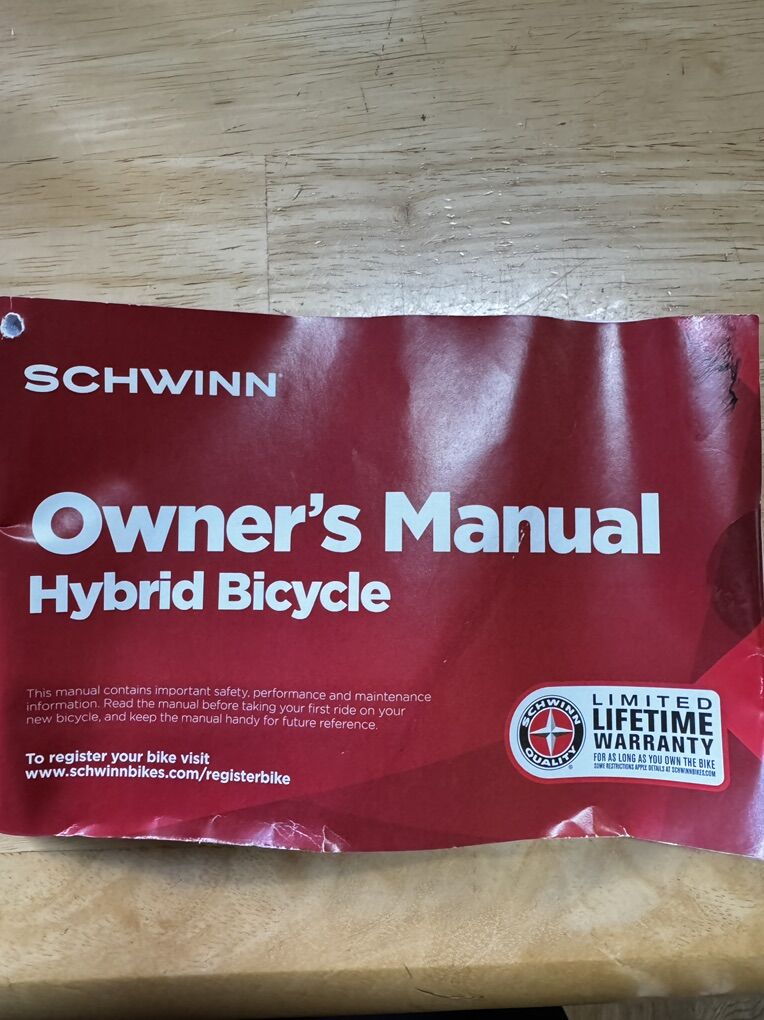 SCHWINN
Owner's Manual
Hybrid Bicycle
This manual contains important safety, performance and maintenance
information. Read the manual before taking your first ride on your
new bicycle, and keep the manual handy for future reference.
To register your bike visit
www.schwinnbikes.com/registerbike
SCHWINN
QUALITY
®
LIMITED
LIFETIME
WARRANTY
FOR AS LONG AS YOU OWN THE BIKE
SOME RESTRICTIONS APPLY. DETAILS AT SCHWINNBIKES.COM